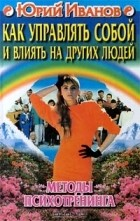 Юрий Иванов
КАК УПРАВЛЯТЬ СОБОЙ
И ВЛИЯТЬ НА ДРУГИХ ЛЮДЕЙ
МЕТОДЫ
ПСИХОТРЕНИНГА